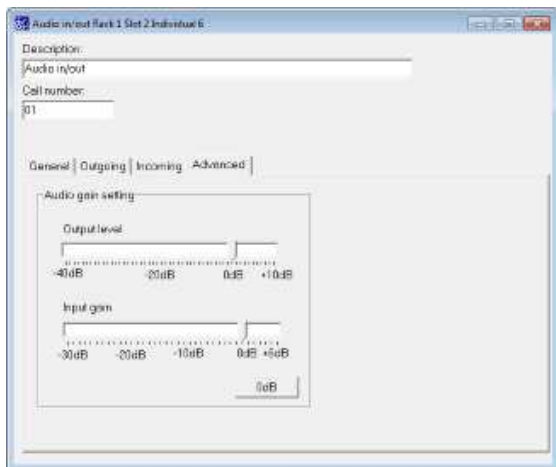 Audio in/out Rack 1 Slot 2 Individual 6
Description:
Audio in/out
Call number:
01
General Outgoing Incoming Advanced
Audio gain setting
Output level
-40dB -20dB 0dB +10dB
Input gain
-30dB -20dB -10dB 0dB +6dB
0dB